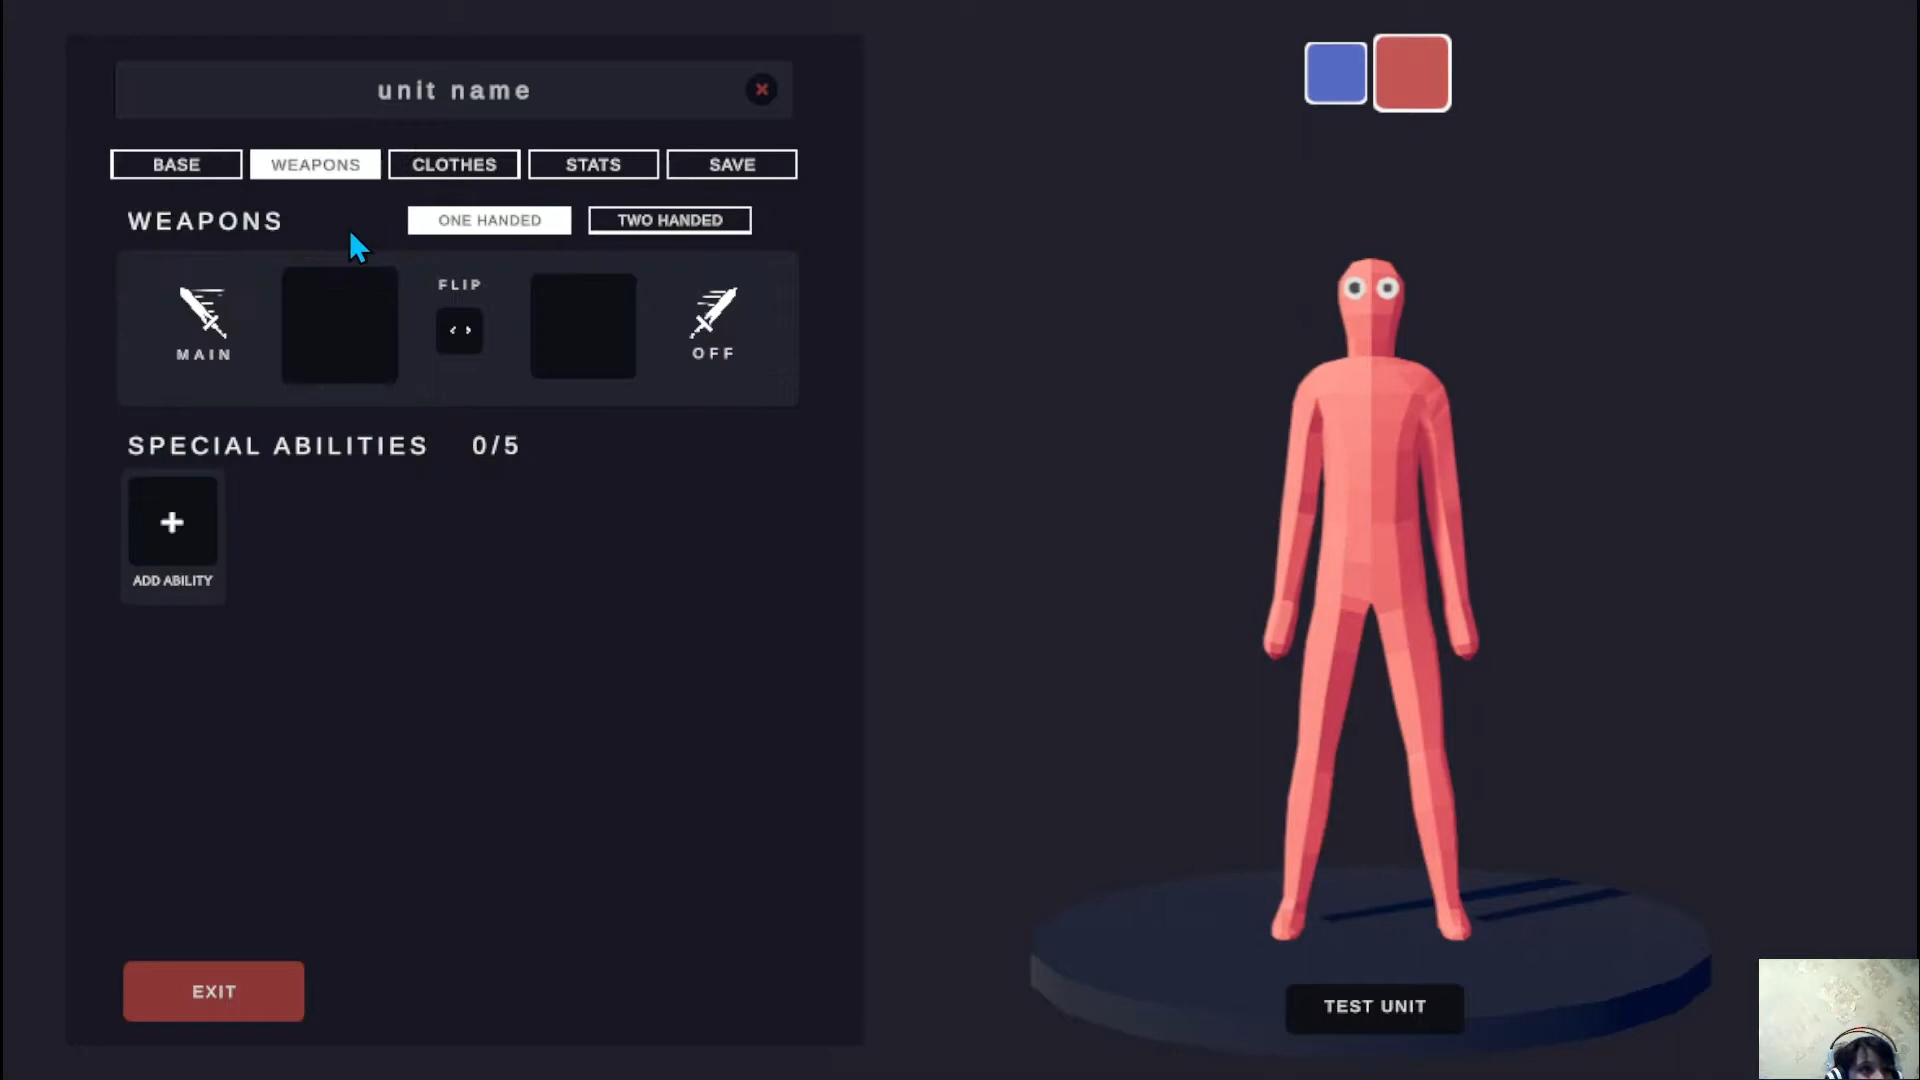 unit name
BASE
WEAPONS
CLOTHES
STATS
SAVE
WEAPONS
ONE HANDED
TWO HANDED
MAIN
FLIP
OFF
SPECIAL ABILITIES 0/5
ADD ABILITY
EXIT
TEST UNIT